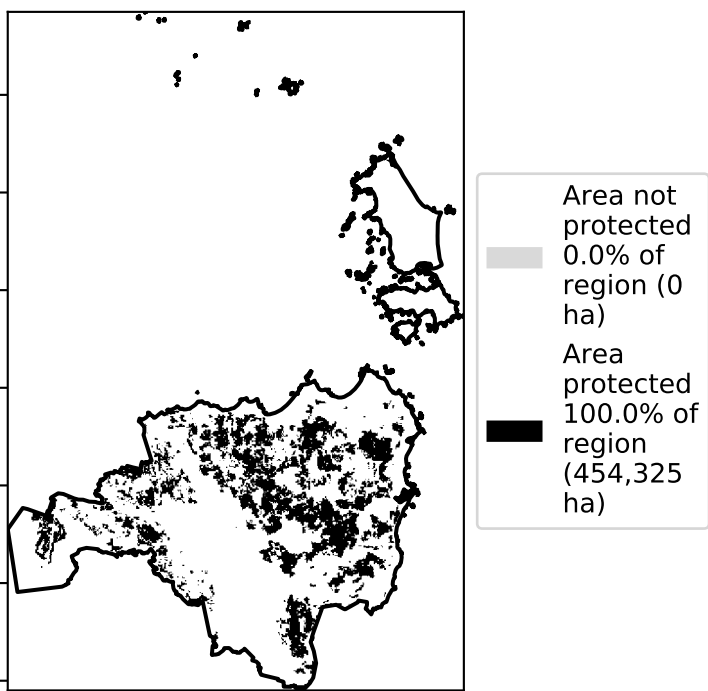 Area not
protected
0.0% of
region (0
ha)
Area
protected
100.0% of
region
(454,325
ha)